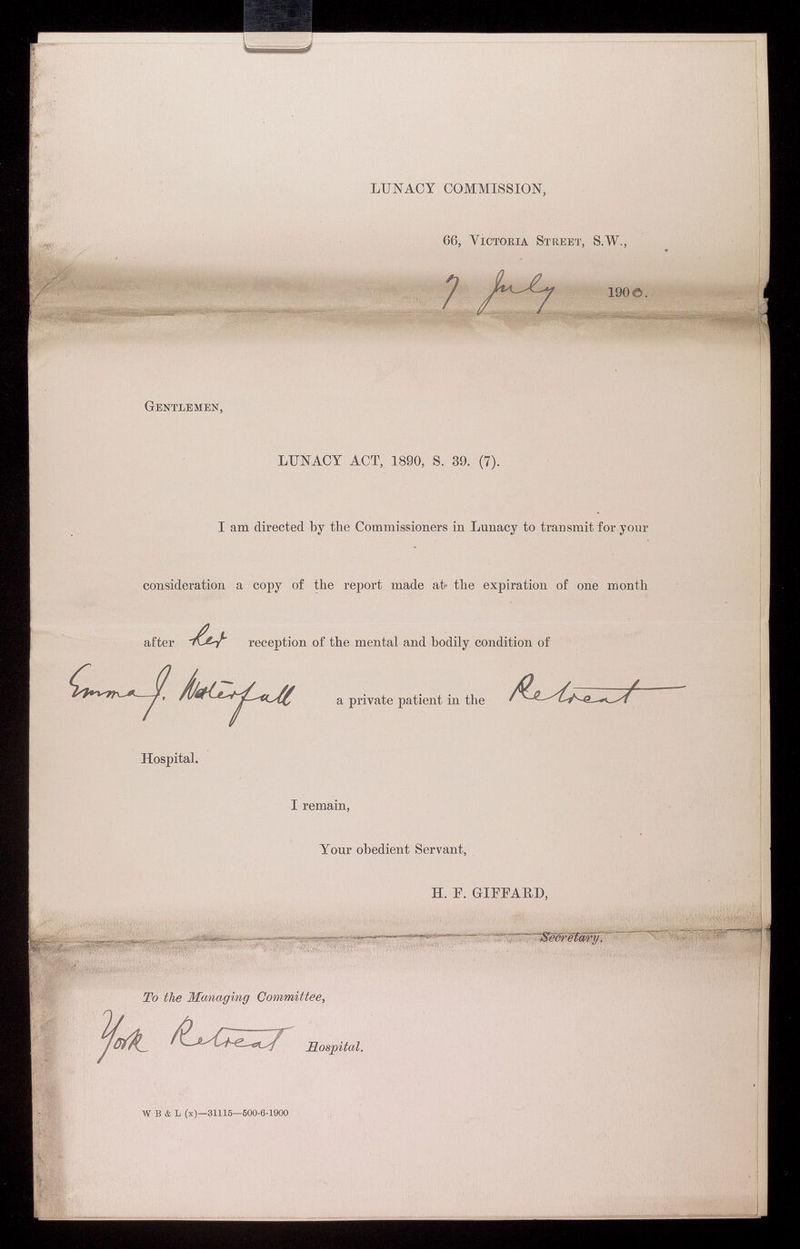 LUNACY COMMISSION,
66, VICTORIA STREET, S.W.,
7 July 1900.
GENTLEMEN,
LUNACY ACT, 1890, S. 39. (7).
I am directed by the Commissioners in Lunacy to transmit for your
consideration a copy of the report made at the expiration of one month
after her reception of the mental and bodily condition of
Emma J. Waterfall a private patient in the Retreat
Hospital.
I remain,
Your obedient Servant,
H. F. GIFFARD,
Secretary.
To the Managing Committee,
York Retreat Hospital.
W B & L (x)—31115—500-6-1900